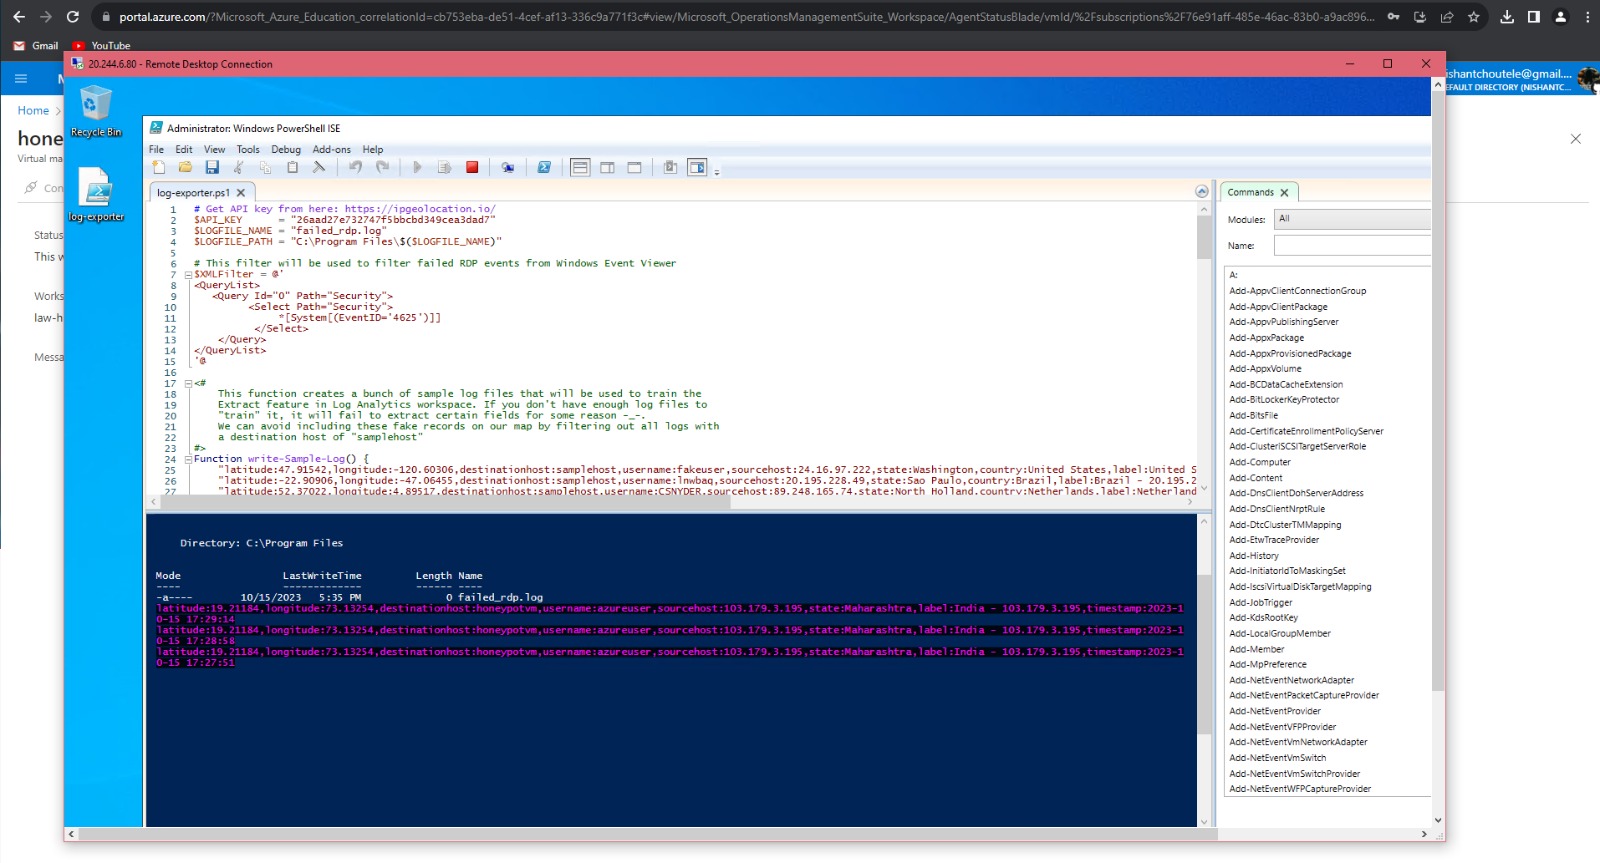 portal.azure.com/?Microsoft_Azure_Education_correlationId=cb753eba-de51-4cef-af13-336c9a771f3c#view/Microsoft_OperationsManagementSuite_Workspace/AgentStatusBlade/vmId/%2Fsubscriptions%2F76e91aff-485e-46ac-83b0-a9ac896...
Gmail YouTube
20.244.6.80 - Remote Desktop Connection
ishantchoutele@gmail....
EFAULT DIRECTORY (NISHANTC...
Home >
hone
Virtual ma
Con
Status
This w
Works
law-h
Messa
Recycle Bin
log-exporter
Administrator: Windows PowerShell ISE
File Edit View Tools Debug Add-ons Help
log-exporter.ps1
1 # Get API key from here: https://ipgeolocation.io/
2 $API_KEY = "26aad27e732747f5bbcbd349cea3dad7"
3 $LOGFILE_NAME = "failed_rdp.log"
4 $LOGFILE_PATH = "C:\Program Files\$($LOGFILE_NAME)"
5
6 # This filter will be used to filter failed RDP events from Windows Event Viewer
7 $XMLFilter = @'
8 <QueryList>
9 <Query Id="0" Path="Security">
10 <Select Path="Security">
11 *[System[(EventID='4625')]]
12 </Select>
13 </Query>
14 </QueryList>
15 '@
16
17 <#
18 This function creates a bunch of sample log files that will be used to train the
19 Extract feature in Log Analytics workspace. If you don't have enough log files to
20 "train" it, it will fail to extract certain fields for some reason -_-.
21 We can avoid including these fake records on our map by filtering out all logs with
22 a destination host of "samplehost"
23 #>
24 Function write-Sample-Log() {
25 "latitude:47.91542,longitude:-120.60306,destinationhost:samplehost,username:fakeuser,sourcehost:24.16.97.222,state:Washington,country:United States,label:United S
26 "latitude:-22.90906,longitude:-47.06455,destinationhost:samplehost,username:lnwbaq,sourcehost:20.195.228.49,state:Sao Paulo,country:Brazil,label:Brazil - 20.195.2
27 "latitude:52.37022,longitude:4.89517,destinationhost:samplehost,username:CSNYDER,sourcehost:89.248.165.74,state:North Holland,country:Netherlands,label:Netherland
Directory: C:\Program Files
Mode LastWriteTime Length Name
---- ------------- ------ ----
-a---- 10/15/2023 5:35 PM 0 failed_rdp.log
latitude:19.21184,longitude:73.13254,destinationhost:honeypotvm,username:azureuser,sourcehost:103.179.3.195,state:Maharashtra,label:India - 103.179.3.195,timestamp:2023-1
0-15 17:29:14
latitude:19.21184,longitude:73.13254,destinationhost:honeypotvm,username:azureuser,sourcehost:103.179.3.195,state:Maharashtra,label:India - 103.179.3.195,timestamp:2023-1
0-15 17:28:58
latitude:19.21184,longitude:73.13254,destinationhost:honeypotvm,username:azureuser,sourcehost:103.179.3.195,state:Maharashtra,label:India - 103.179.3.195,timestamp:2023-1
0-15 17:27:51
Commands
Modules: All
Name:
A:
Add-AppvClientConnectionGroup
Add-AppvClientPackage
Add-AppvPublishingServer
Add-AppxPackage
Add-AppxProvisionedPackage
Add-AppxVolume
Add-BCDataCacheExtension
Add-BitLockerKeyProtector
Add-BitsFile
Add-CertificateEnrollmentPolicyServer
Add-ClusteriSCSITargetServerRole
Add-Computer
Add-Content
Add-DnsClientDohServerAddress
Add-DnsClientNrptRule
Add-DtcClusterTMMapping
Add-EtwTraceProvider
Add-History
Add-InitiatorIdToMaskingSet
Add-IscsiVirtualDiskTargetMapping
Add-JobTrigger
Add-KdsRootKey
Add-LocalGroupMember
Add-Member
Add-MpPreference
Add-NetEventNetworkAdapter
Add-NetEventPacketCaptureProvider
Add-NetEventProvider
Add-NetEventVFPProvider
Add-NetEventVmNetworkAdapter
Add-NetEventVmSwitch
Add-NetEventVmSwitchProvider
Add-NetEventWFPCaptureProvider